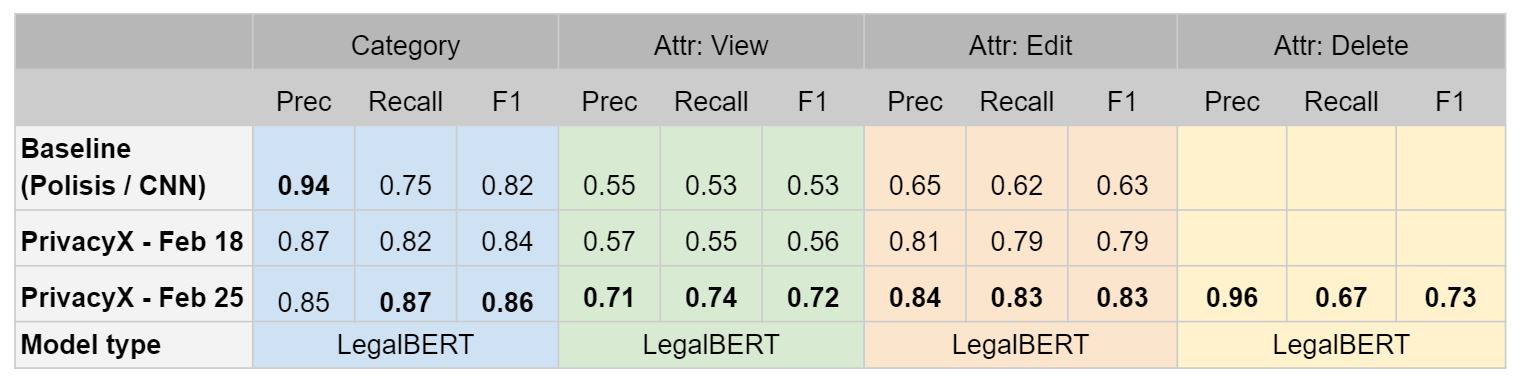 Category Attr: View Attr: Edit Attr: Delete
Prec Recall F1 Prec Recall F1 Prec Recall F1 Prec Recall F1
Baseline
(Polisis / CNN) 0.94 0.75 0.82 0.55 0.53 0.53 0.65 0.62 0.63
PrivacyX - Feb 18 0.87 0.82 0.84 0.57 0.55 0.56 0.81 0.79 0.79
PrivacyX - Feb 25 0.85 0.87 0.86 0.71 0.74 0.72 0.84 0.83 0.83 0.96 0.67 0.73
Model type LegalBERT LegalBERT LegalBERT LegalBERT